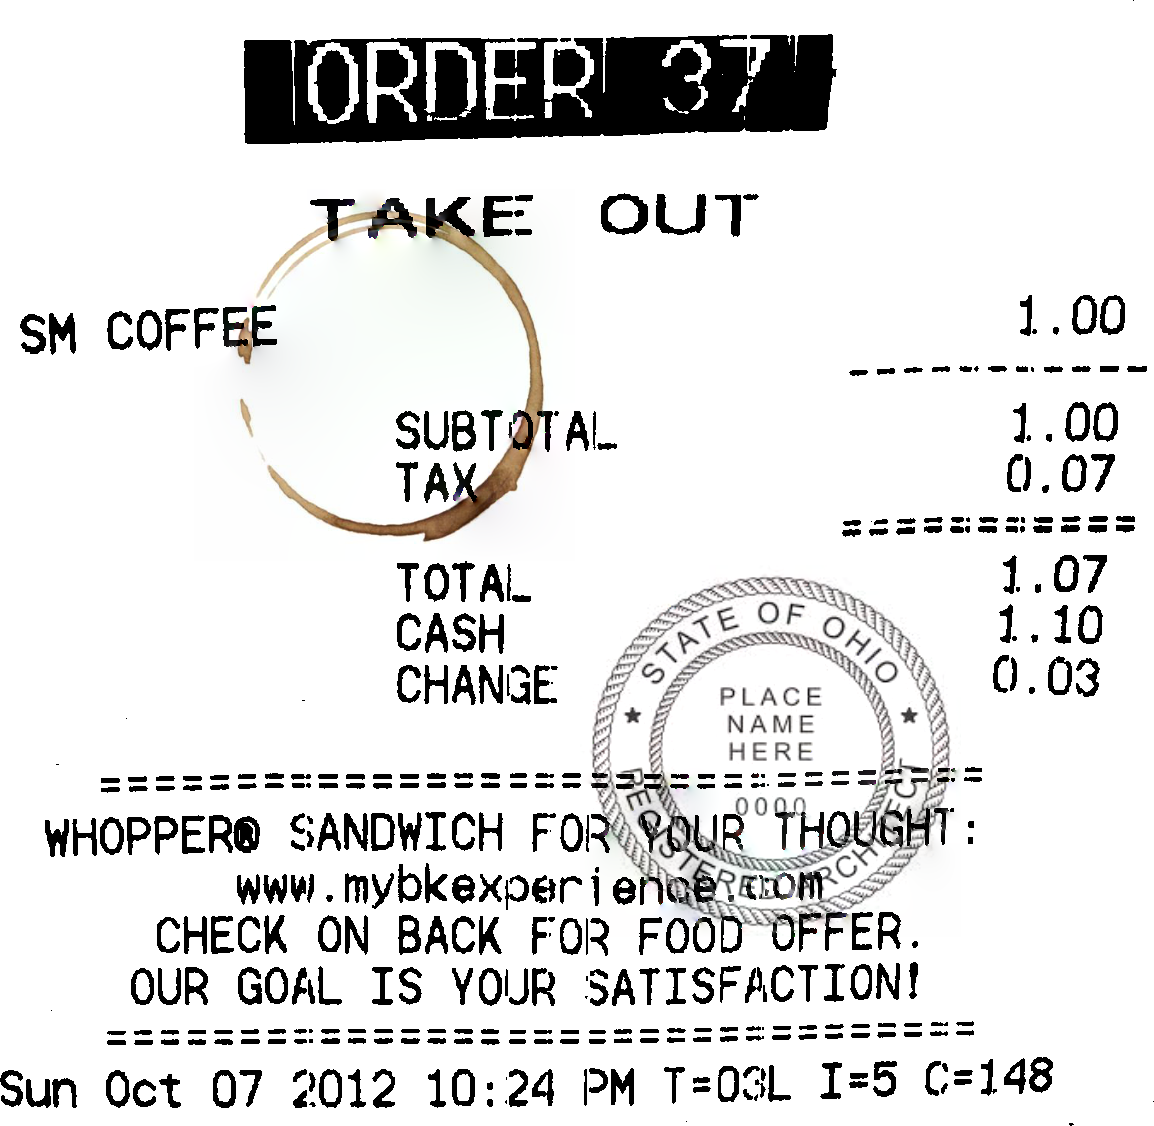 ORDER 37
TAKE OUT
SM COFFEE 1.00
-----------
SUBTOTAL 1.00
TAX 0.07
===========
TOTAL 1.07
CASH 1.10
CHANGE 0.03
STATE OF OHIO
PLACE
NAME
HERE
0000
REGISTERED ARCHITECT
================================
WHOPPER® SANDWICH FOR YOUR THOUGHT:
www.mybkexperience.com
CHECK ON BACK FOR FOOD OFFER.
OUR GOAL IS YOUR SATISFACTION!
================================
Sun Oct 07 2012 10:24 PM T=03L I=5 C=148